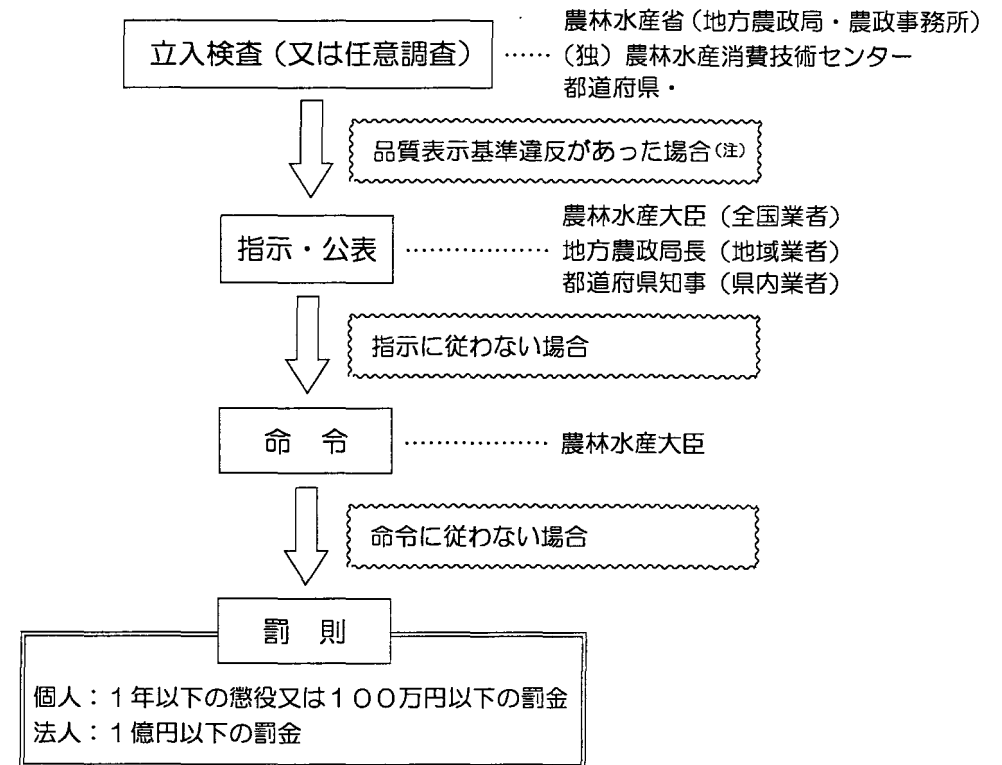 立入検査（又は任意調査）
農林水産省（地方農政局・農政事務所）
……（独）農林水産消費技術センター
都道府県・
品質表示基準違反があった場合(注)
指示・公表
農林水産大臣（全国業者）
………………地方農政局長（地域業者）
都道府県知事（県内業者）
指示に従わない場合
命　令 ………………農林水産大臣
命令に従わない場合
罰　則
個人：１年以下の懲役又は１００万円以下の罰金
法人：１億円以下の罰金